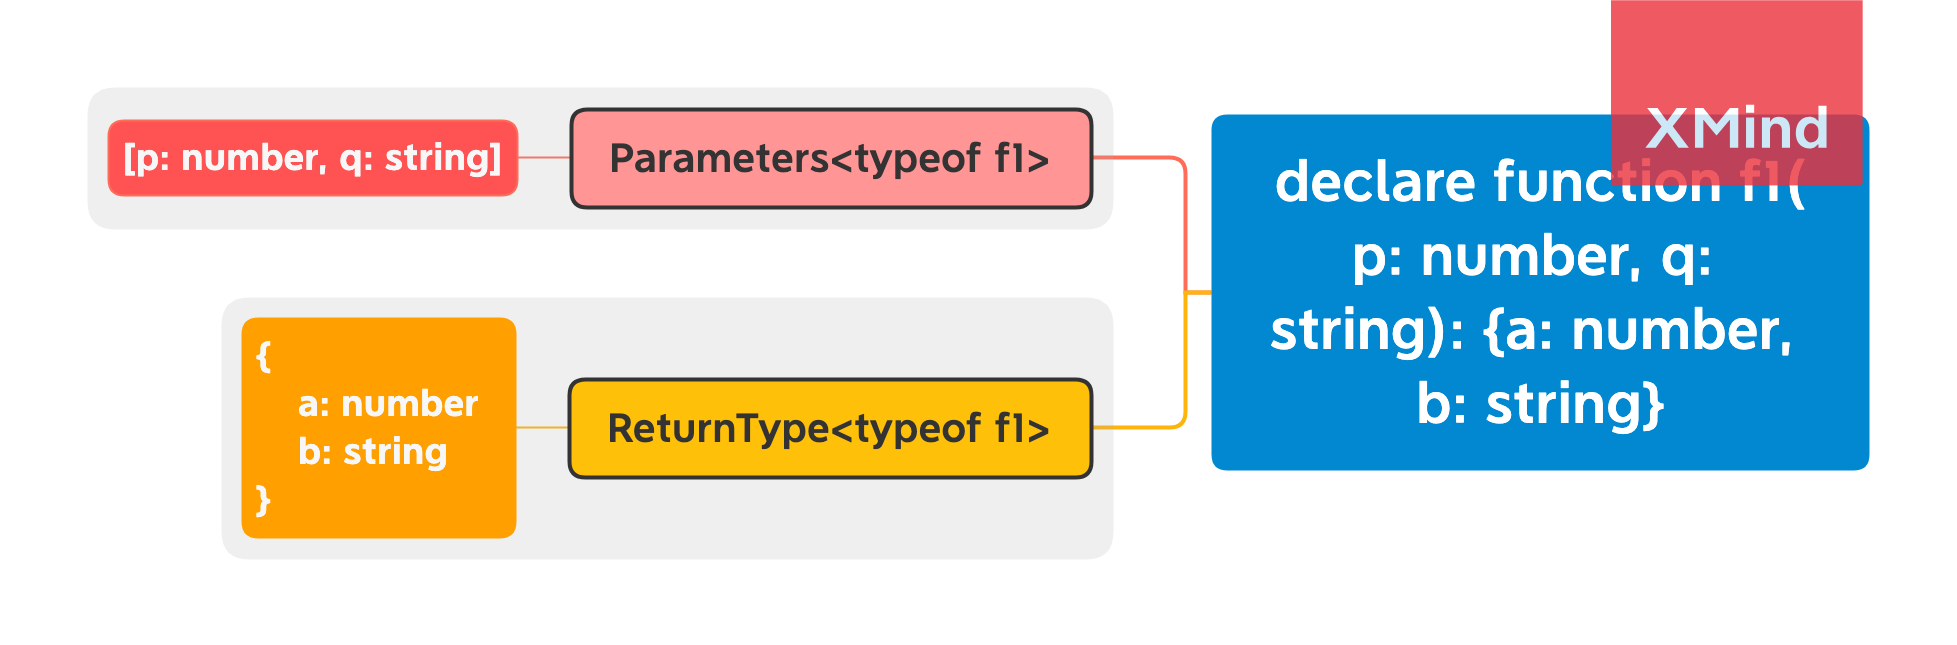 XMind
[p: number, q: string]
Parameters<typeof f1>
declare function f1(
p: number, q:
string): {a: number,
b: string}
{
a: number
b: string
}
ReturnType<typeof f1>